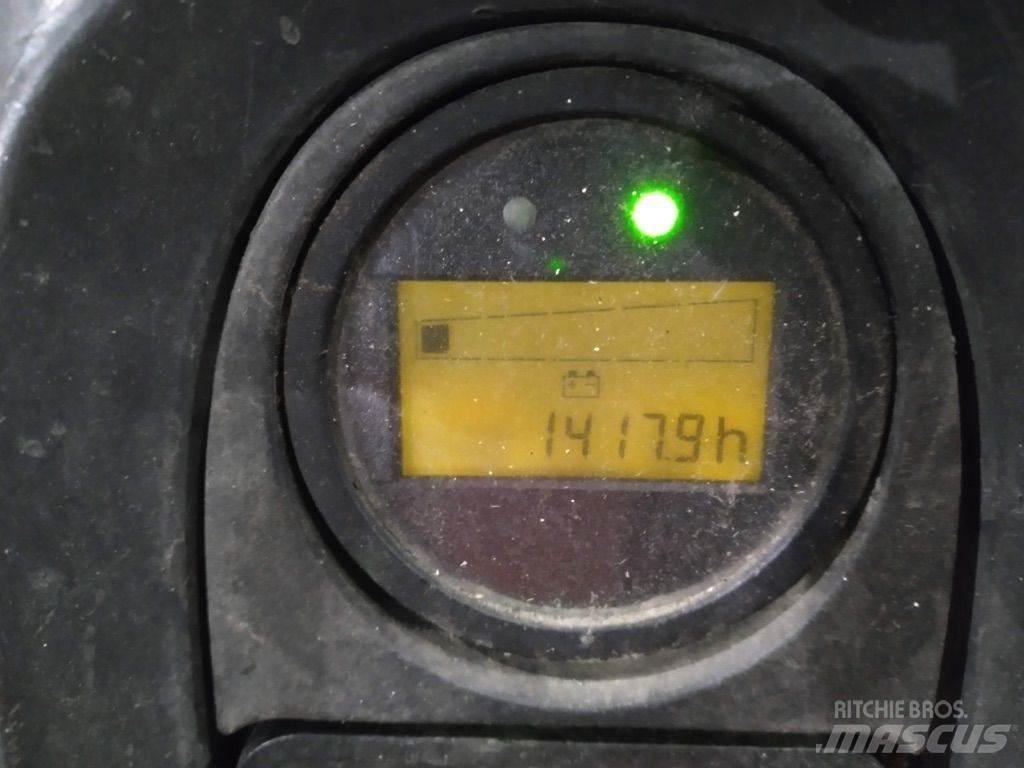 1417.9h
RITCHIE BROS.
MASCUS